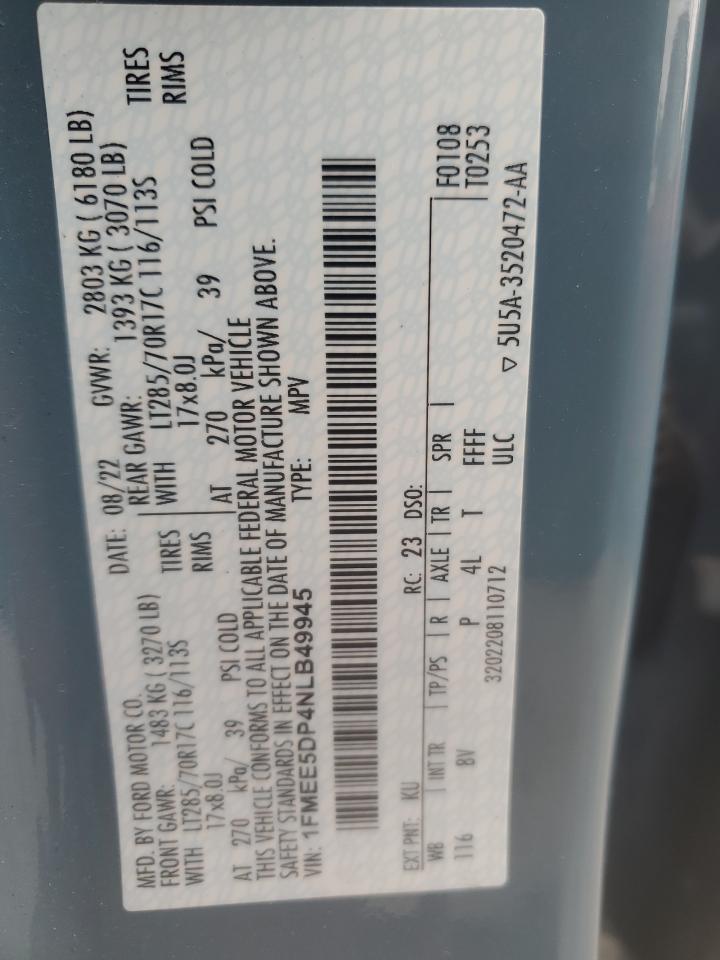 MFD. BY FORD MOTOR CO.
DATE: 08/22 GVWR: 2803 KG ( 6180 LB)
FRONT GAWR: 1483 KG ( 3270 LB)
REAR GAWR: 1393 KG ( 3070 LB)
WITH LT285/70R17C 116/113S TIRES
WITH LT285/70R17C 116/113S TIRES
17x8.0J RIMS
17x8.0J RIMS
AT 270 kPa/ 39 PSI COLD
AT 270 kPa/ 39 PSI COLD
THIS VEHICLE CONFORMS TO ALL APPLICABLE FEDERAL MOTOR VEHICLE
SAFETY STANDARDS IN EFFECT ON THE DATE OF MANUFACTURE SHOWN ABOVE.
VIN: 1FMEE5DP4NLB49945 TYPE: MPV
EXT PNT: KU RC: 23 DSO:
WB INT TR TP/PS R AXLE TR SPR F0108
116 8V P 4L T FFFF T0253
3202208110712 ULC
▽ 5U5A-3520472-AA